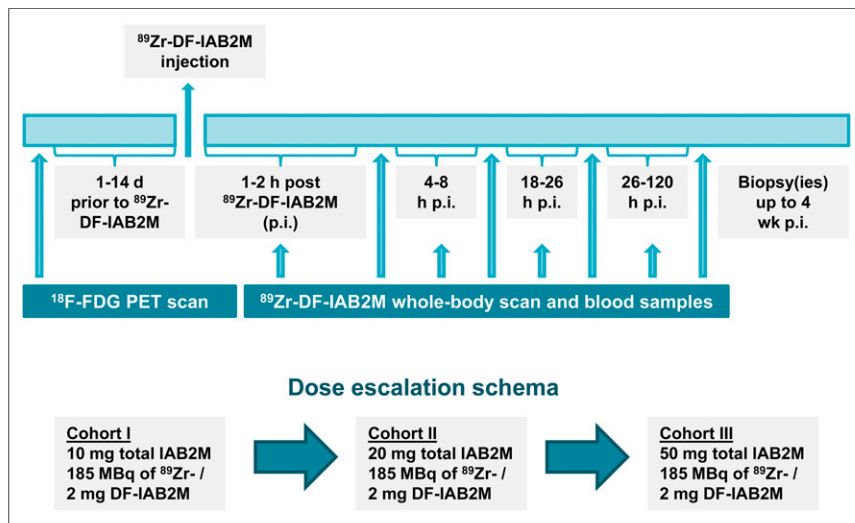 ⁸⁹Zr-DF-IAB2M
injection
1-14 d
prior to ⁸⁹Zr-
DF-IAB2M
1-2 h post
⁸⁹Zr-DF-IAB2M
(p.i.)
4-8
h p.i.
18-26
h p.i.
26-120
h p.i.
Biopsy(ies)
up to 4
wk p.i.
¹⁸F-FDG PET scan
⁸⁹Zr-DF-IAB2M whole-body scan and blood samples
Dose escalation schema
Cohort I
10 mg total IAB2M
185 MBq of ⁸⁹Zr- /
2 mg DF-IAB2M
Cohort II
20 mg total IAB2M
185 MBq of ⁸⁹Zr- /
2 mg DF-IAB2M
Cohort III
50 mg total IAB2M
185 MBq of ⁸⁹Zr- /
2 mg DF-IAB2M